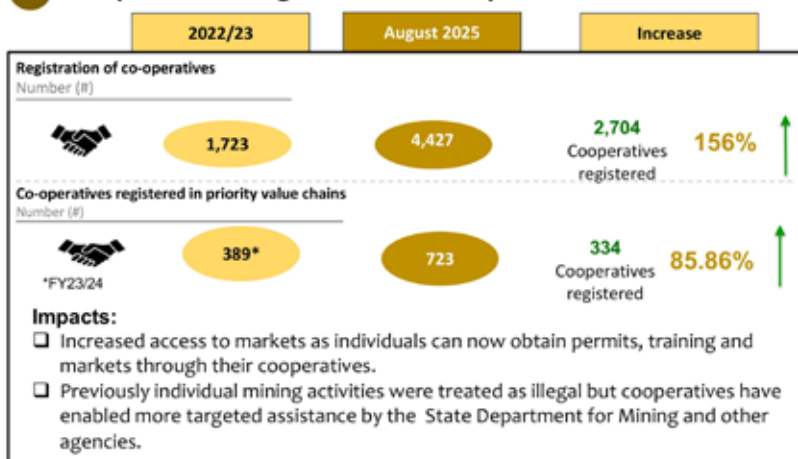 2022/23 August 2025 Increase
Registration of co-operatives
Number (#)
1,723 4,427 2,704 156%
Cooperatives
registered
Co-operatives registered in priority value chains
Number (#)
389* 723 334 85.86%
*FY23/24 Cooperatives
registered
Impacts:
❑ Increased access to markets as individuals can now obtain permits, training and
markets through their cooperatives.
❑ Previously individual mining activities were treated as illegal but cooperatives have
enabled more targeted assistance by the State Department for Mining and other
agencies.